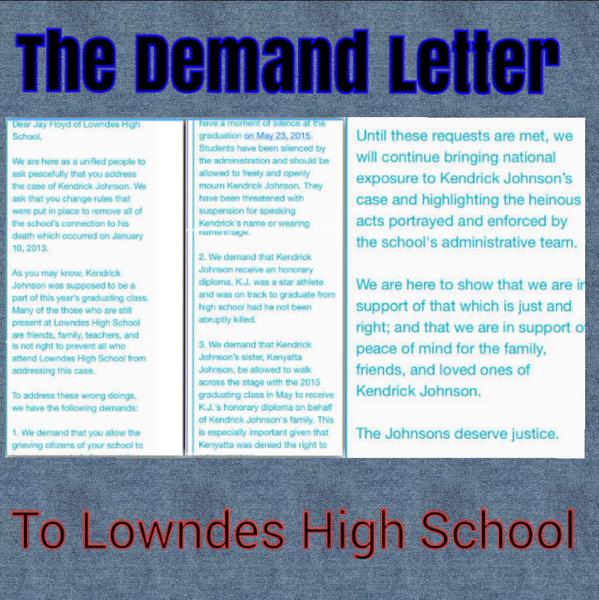 The Demand Letter
Dear Jay Floyd of Lowndes High
School,
We are here as a unified people to
ask peacefully that you address
the case of Kendrick Johnson. We
ask that you change rules that
were put in place to remove all of
the school's connection to his
death which occurred on January
10, 2013.
As you may know, Kendrick
Johnson was supposed to be a
part of this year's graduating class.
Many of the those who are still
present at Lowndes High School
are friends, family, teachers, and
is not right to prevent all who
attend Lowndes High School from
addressing this case.
To address these wrong doings,
we have the following demands:
1. We demand that you allow the
grieving citizens of your school to
have a moment of silence at the
graduation on May 23, 2015.
Students have been silenced by
the administration and should be
allowed to freely and openly
mourn Kendrick Johnson. They
have been threatened with
suspension for speaking
Kendrick's name or wearing
name/image.
2. We demand that Kendrick
Johnson receive an honorary
diploma. K.J. was a star athlete
and was on track to graduate from
high school had he not been
abruptly killed.
3. We demand that Kendrick
Johnson's sister, Kenyatta
Johnson, be allowed to walk
across the stage with the 2015
graduating class in May to receive
K.J.'s honorary diploma on behalf
of Kendrick Johnson's family. This
is especially important given that
Kenyatta was denied the right to
Until these requests are met, we
will continue bringing national
exposure to Kendrick Johnson's
case and highlighting the heinous
acts portrayed and enforced by
the school's administrative team.
We are here to show that we are in
support of that which is just and
right; and that we are in support of
peace of mind for the family,
friends, and loved ones of
Kendrick Johnson.
The Johnsons deserve justice.
To Lowndes High School